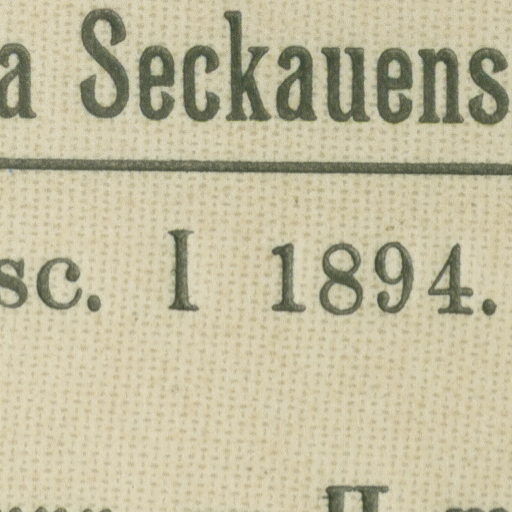 a Seckauens
sc. I 1894.